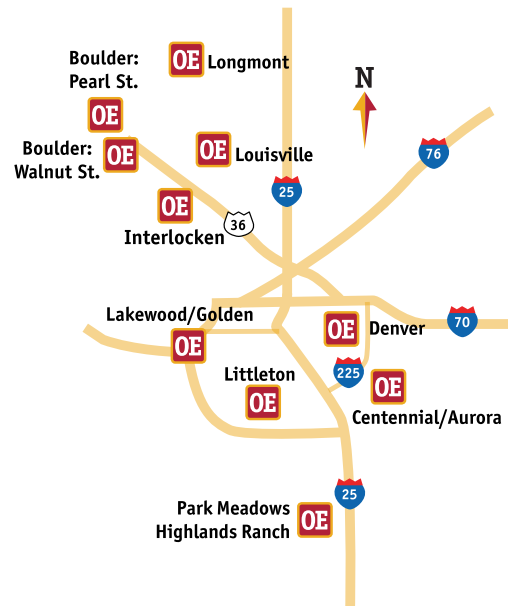 Boulder:
Pearl St.
OE
OE
Longmont
N
Boulder:
Walnut St.
OE
OE
Louisville
76
25
OE
Interlocken
36
Lakewood/Golden
OE
OE
Denver
70
Littleton
OE
225
OE
Centennial/Aurora
25
Park Meadows
Highlands Ranch
OE